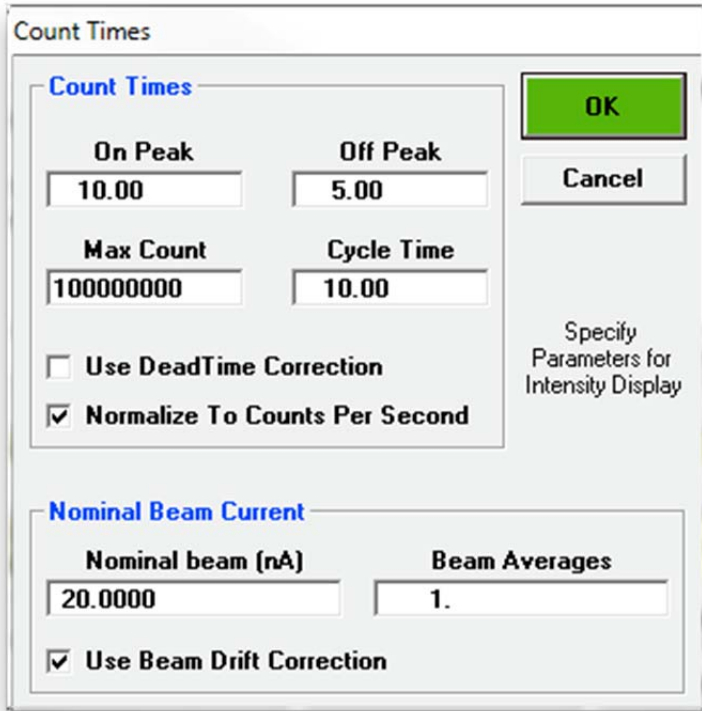 Count Times
Count Times
OK
On Peak Off Peak
10.00 5.00
Cancel
Max Count Cycle Time
100000000 10.00
Specify
Parameters for
Intensity Display
Use DeadTime Correction
Normalize To Counts Per Second
Nominal Beam Current
Nominal beam (nA) Beam Averages
20.0000 1.
Use Beam Drift Correction